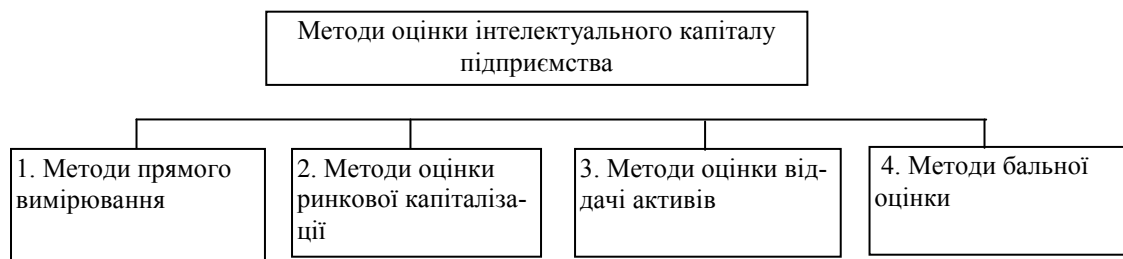 Методи оцінки інтелектуального капіталу
підприємства
1. Методи прямого
вимірювання
2. Методи оцінки
ринкової капіталіза-
ції
3. Методи оцінки від-
дачі активів
4. Методи бальної
оцінки